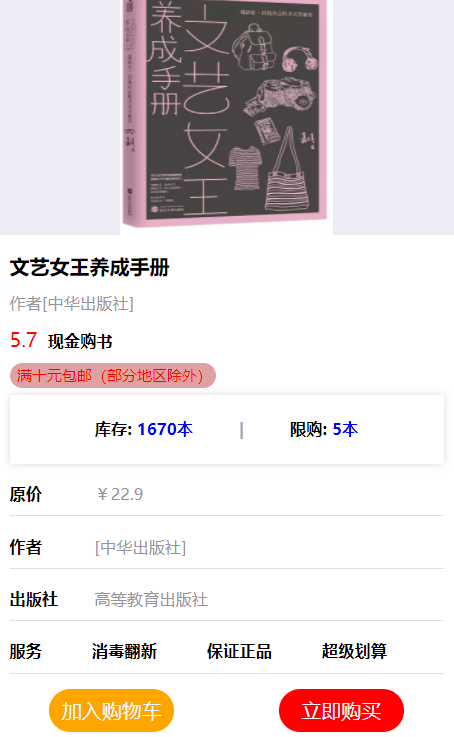 文艺女王
养成手册
文艺女王养成手册
作者[中华出版社]
5.7 现金购书
满十元包邮（部分地区除外）
库存: 1670本 | 限购: 5本
原价 ￥22.9
作者 [中华出版社]
出版社 高等教育出版社
服务 消毒翻新 保证正品 超级划算
加入购物车 立即购买